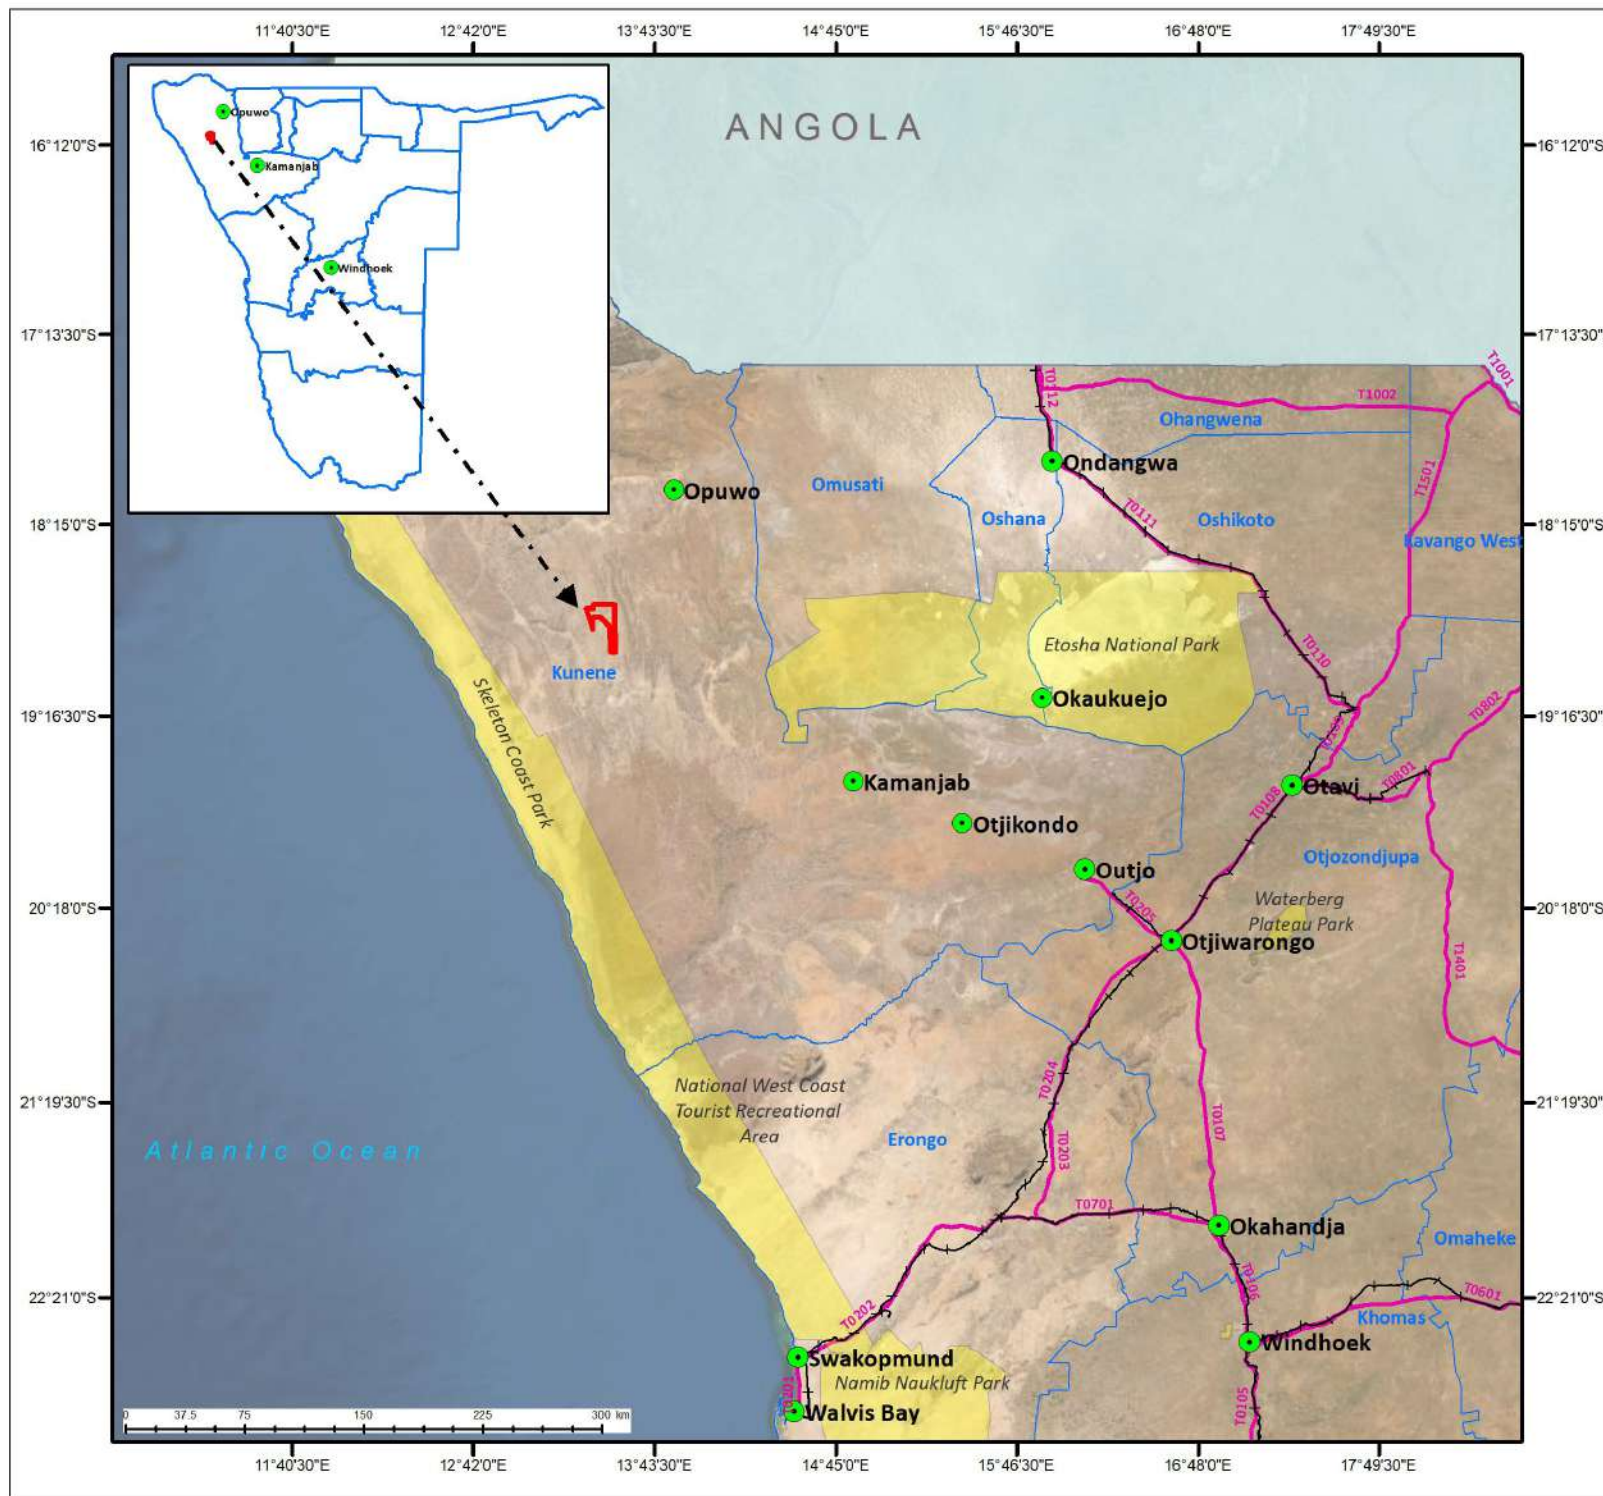 11°40'30"E
12°42'0"E
13°43'30"E
14°45'0"E
15°46'30"E
16°48'0"E
17°49'30"E
16°12'0"S
16°12'0"S
17°13'30"S
17°13'30"S
18°15'0"S
18°15'0"S
19°16'30"S
19°16'30"S
20°18'0"S
20°18'0"S
21°19'30"S
21°19'30"S
22°21'0"S
22°21'0"S
Opuwo
Kamanjab
Windhoek
ANGOLA
T0112
T1002
T1001
Ohangwena
Ondangwa
T1501
Opuwo
Omusati
Oshana
T0111
Oshikoto
Kavango West
Etosha National Park
T0110
Kunene
Okaukuejo
Skeleton Coast Park
T0802
Kamanjab
T0801
Otavi
T0108
Otjikondo
Otjozondjupa
Outjo
T0205
Waterberg
Plateau Park
Otjiwarongo
T1401
T0204
National West Coast
Tourist Recreational
Area
T0107
Atlantic Ocean
Erongo
T0203
T0701
Okahandja
Omaheke
T0106
T0202
T0601
Khomas
Windhoek
Swakopmund
Namib Naukluft Park
T0201
Walvis Bay
T0105
0 37.5 75 150 225 300 km
11°40'30"E
12°42'0"E
13°43'30"E
14°45'0"E
15°46'30"E
16°48'0"E
17°49'30"E